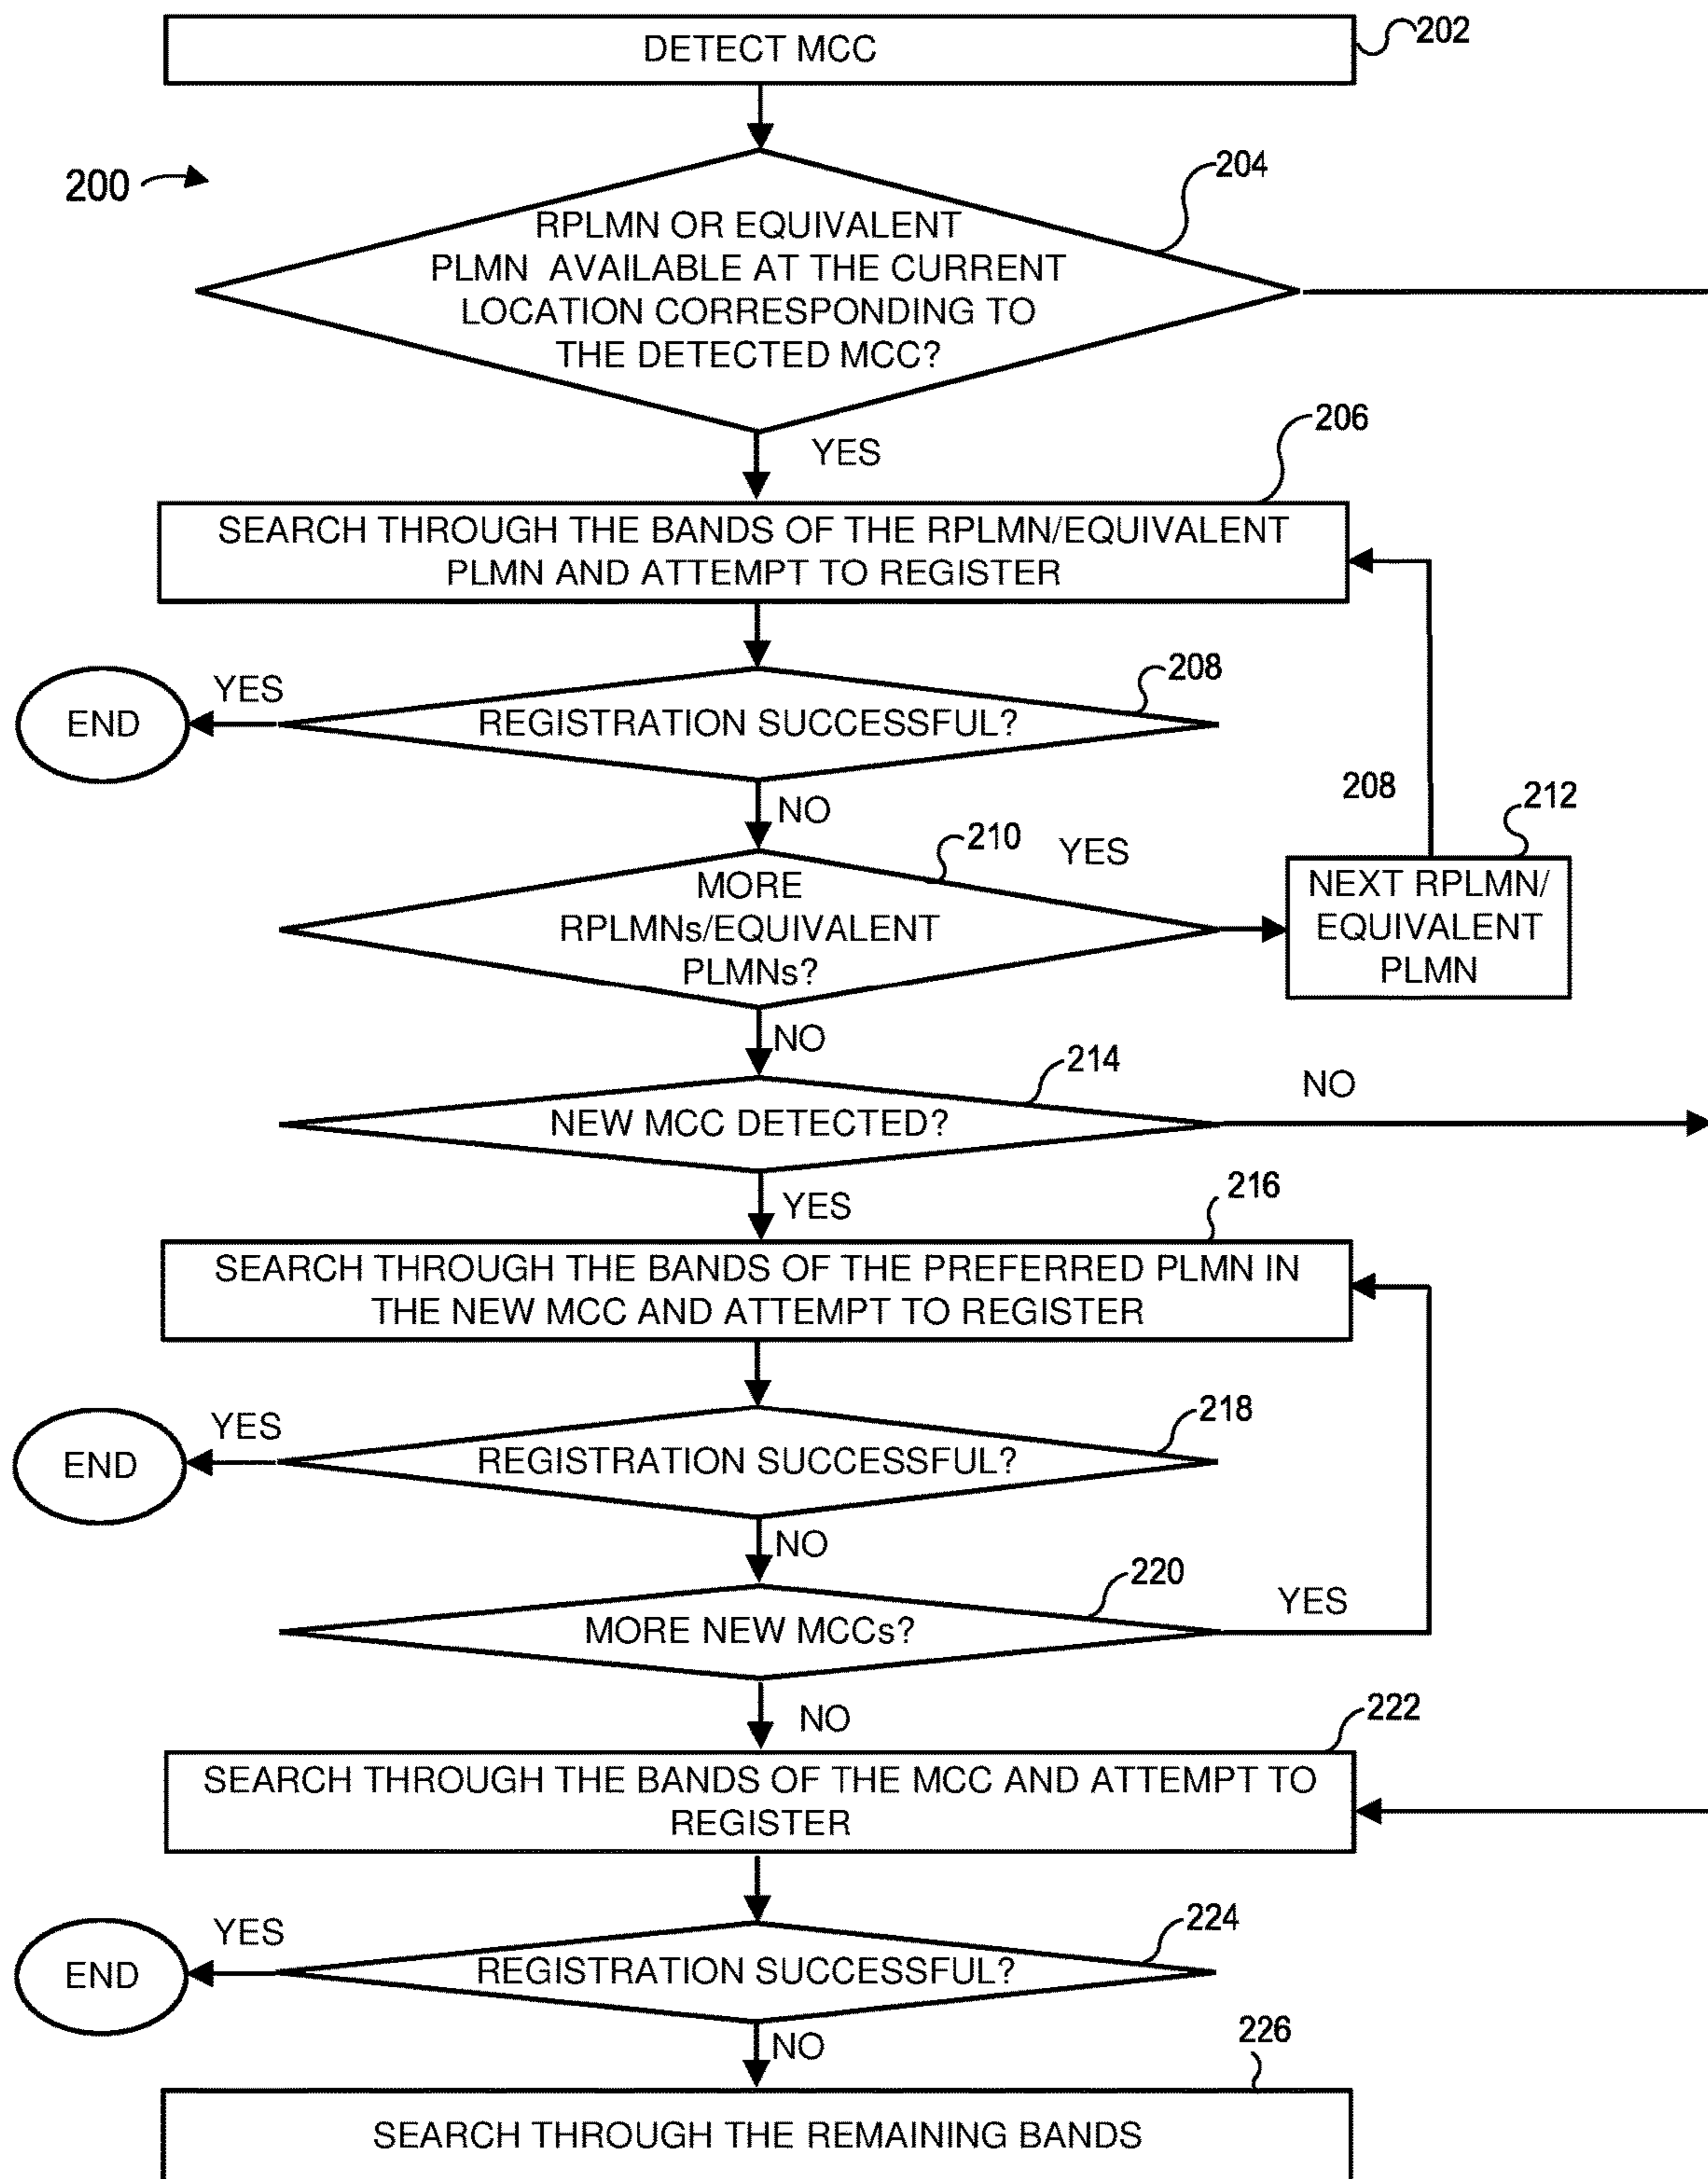 DETECT MCC
202
200
204
RPLMN OR EQUIVALENT
PLMN AVAILABLE AT THE CURRENT
LOCATION CORRESPONDING TO
THE DETECTED MCC?
YES
206
SEARCH THROUGH THE BANDS OF THE RPLMN/EQUIVALENT
PLMN AND ATTEMPT TO REGISTER
208
YES
END
REGISTRATION SUCCESSFUL?
NO
208
212
210
YES
MORE
RPLMNs/EQUIVALENT
PLMNs?
NEXT RPLMN/
EQUIVALENT
PLMN
NO
214
NO
NEW MCC DETECTED?
YES
216
SEARCH THROUGH THE BANDS OF THE PREFERRED PLMN IN
THE NEW MCC AND ATTEMPT TO REGISTER
218
YES
END
REGISTRATION SUCCESSFUL?
NO
220
YES
MORE NEW MCCs?
NO
222
SEARCH THROUGH THE BANDS OF THE MCC AND ATTEMPT TO
REGISTER
224
YES
END
REGISTRATION SUCCESSFUL?
NO
226
SEARCH THROUGH THE REMAINING BANDS